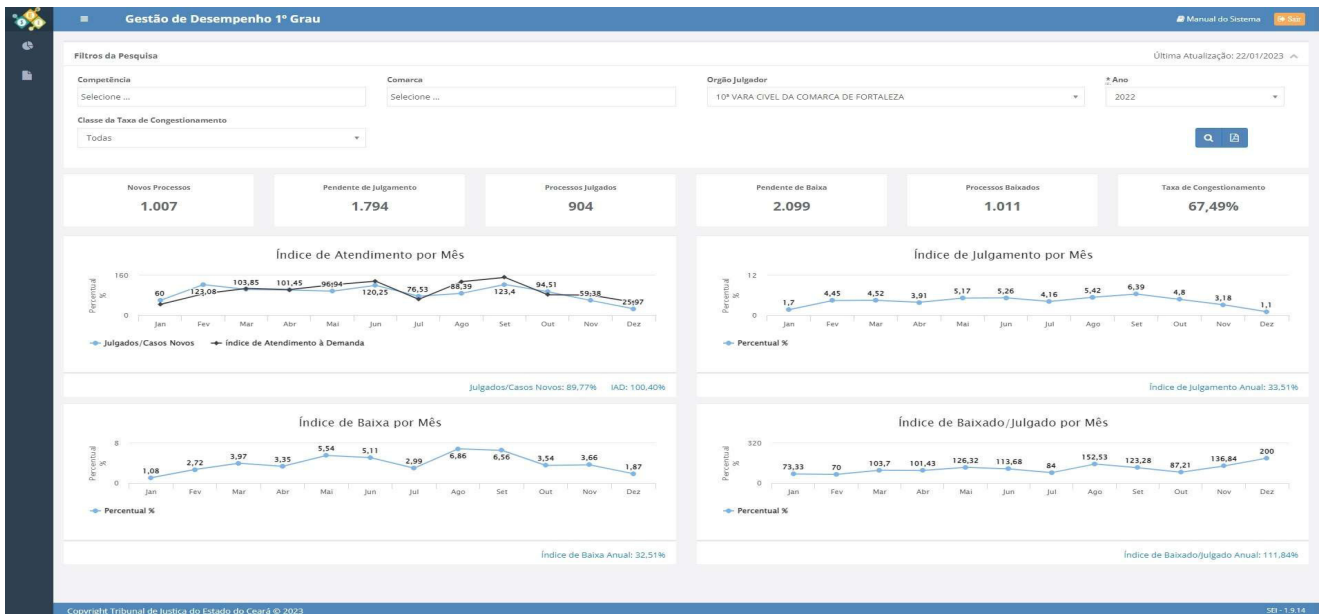 Gestão de Desempenho 1º Grau
Manual do Sistema
Sair
Filtros da Pesquisa
Última Atualização: 22/01/2023
Competência
Comarca
Orgão Julgador
* Ano
Selecione ...
Selecione ...
10ª VARA CIVEL DA COMARCA DE FORTALEZA
2022
Classe da Taxa de Congestionamento
Todas
Novos Processos
1.007
Pendente de Julgamento
1.794
Processos Julgados
904
Pendente de Baixa
2.099
Processos Baixados
1.011
Taxa de Congestionamento
67,49%
Índice de Atendimento por Mês
Percentual %
160
0
60 123,08 103,85 101,45 96,94 120,25 76,53 88,39 123,4 94,51 59,38 25,97
Jan Fev Mar Abr Mai Jun Jul Ago Set Out Nov Dez
Julgados/Casos Novos Índice de Atendimento à Demanda
Julgados/Casos Novos: 89,77% IAD: 100,40%
Índice de Julgamento por Mês
Percentual %
12
0
1,7 4,45 4,52 3,91 5,17 5,26 4,16 5,42 6,39 4,8 3,18 1,1
Jan Fev Mar Abr Mai Jun Jul Ago Set Out Nov Dez
Percentual %
Índice de Julgamento Anual: 33,51%
Índice de Baixa por Mês
Percentual %
8
0
1,08 2,72 3,97 3,35 5,54 5,11 2,99 6,86 6,56 3,54 3,66 1,87
Jan Fev Mar Abr Mai Jun Jul Ago Set Out Nov Dez
Percentual %
Índice de Baixa Anual: 32,51%
Índice de Baixado/Julgado por Mês
Percentual %
320
0
73,33 70 103,7 101,43 126,32 113,68 84 152,53 123,28 87,21 136,84 200
Jan Fev Mar Abr Mai Jun Jul Ago Set Out Nov Dez
Percentual %
Índice de Baixado/Julgado Anual: 111,84%
Copyright Tribunal de Justiça do Estado do Ceará © 2023
SEI - 1.9.14